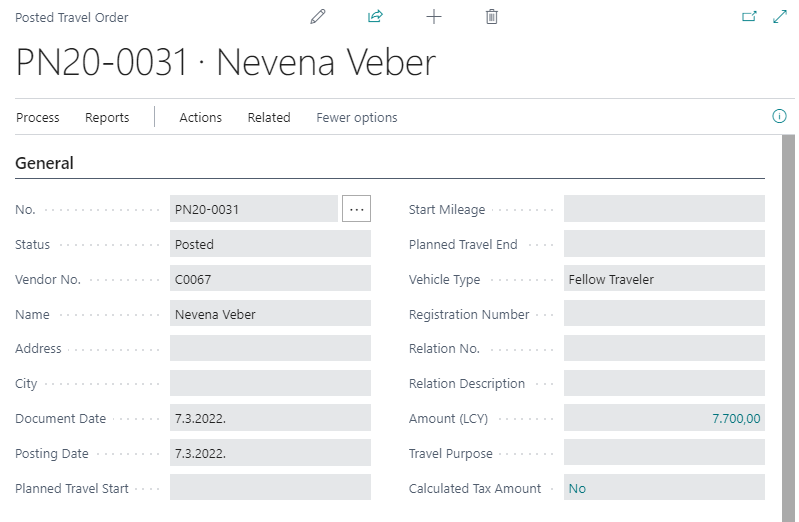 Posted Travel Order
PN20-0031 · Nevena Veber
Process Reports Actions Related Fewer options
General
No. PN20-0031 ...
Status Posted
Vendor No. C0067
Name Nevena Veber
Address
City
Document Date 7.3.2022.
Posting Date 7.3.2022.
Planned Travel Start
Start Mileage
Planned Travel End
Vehicle Type Fellow Traveler
Registration Number
Relation No.
Relation Description
Amount (LCY) 7.700,00
Travel Purpose
Calculated Tax Amount No